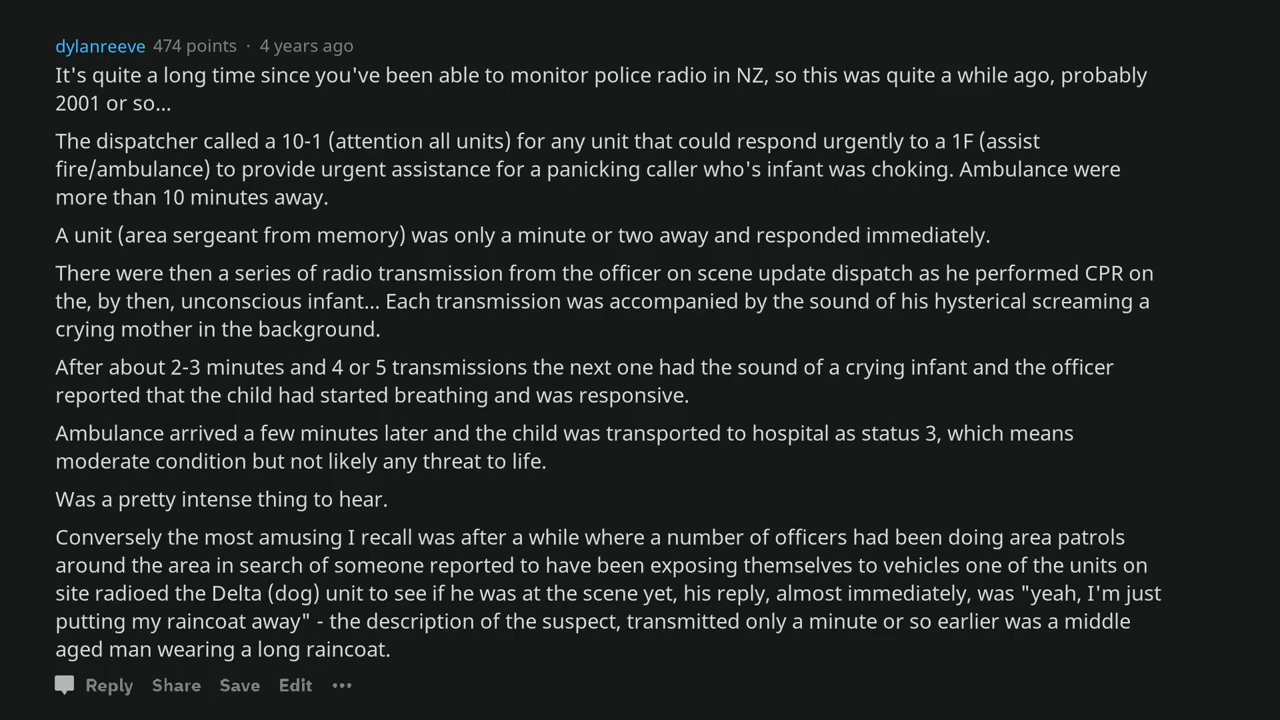 dylanreeve 474 points · 4 years ago
It's quite a long time since you've been able to monitor police radio in NZ, so this was quite a while ago, probably
2001 or so...
The dispatcher called a 10-1 (attention all units) for any unit that could respond urgently to a 1F (assist
fire/ambulance) to provide urgent assistance for a panicking caller who's infant was choking. Ambulance were
more than 10 minutes away.
A unit (area sergeant from memory) was only a minute or two away and responded immediately.
There were then a series of radio transmission from the officer on scene update dispatch as he performed CPR on
the, by then, unconscious infant... Each transmission was accompanied by the sound of his hysterical screaming a
crying mother in the background.
After about 2-3 minutes and 4 or 5 transmissions the next one had the sound of a crying infant and the officer
reported that the child had started breathing and was responsive.
Ambulance arrived a few minutes later and the child was transported to hospital as status 3, which means
moderate condition but not likely any threat to life.
Was a pretty intense thing to hear.
Conversely the most amusing I recall was after a while where a number of officers had been doing area patrols
around the area in search of someone reported to have been exposing themselves to vehicles one of the units on
site radioed the Delta (dog) unit to see if he was at the scene yet, his reply, almost immediately, was "yeah, I'm just
putting my raincoat away" - the description of the suspect, transmitted only a minute or so earlier was a middle
aged man wearing a long raincoat.
Reply Share Save Edit ···